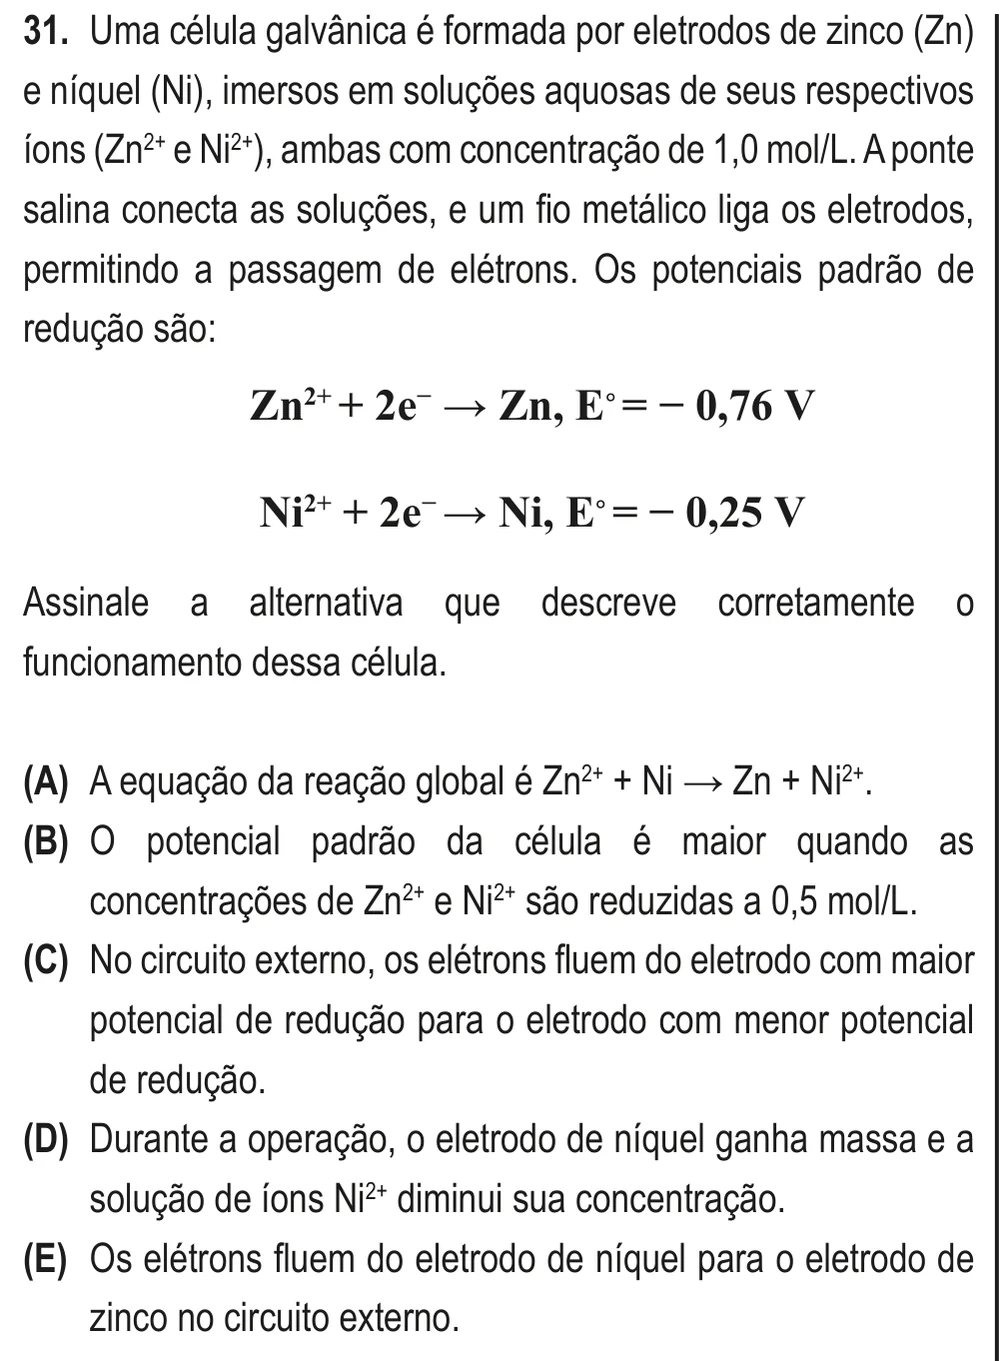 31. Uma célula galvânica é formada por eletrodos de zinco (Zn)
e níquel (Ni), imersos em soluções aquosas de seus respectivos
íons (Zn²⁺ e Ni²⁺), ambas com concentração de 1,0 mol/L. A ponte
salina conecta as soluções, e um fio metálico liga os eletrodos,
permitindo a passagem de elétrons. Os potenciais padrão de
redução são:
Zn²⁺ + 2e⁻ → Zn, E° = − 0,76 V
Ni²⁺ + 2e⁻ → Ni, E° = − 0,25 V
Assinale a alternativa que descreve corretamente o
funcionamento dessa célula.
(A) A equação da reação global é Zn²⁺ + Ni → Zn + Ni²⁺.
(B) O potencial padrão da célula é maior quando as
concentrações de Zn²⁺ e Ni²⁺ são reduzidas a 0,5 mol/L.
(C) No circuito externo, os elétrons fluem do eletrodo com maior
potencial de redução para o eletrodo com menor potencial
de redução.
(D) Durante a operação, o eletrodo de níquel ganha massa e a
solução de íons Ni²⁺ diminui sua concentração.
(E) Os elétrons fluem do eletrodo de níquel para o eletrodo de
zinco no circuito externo.